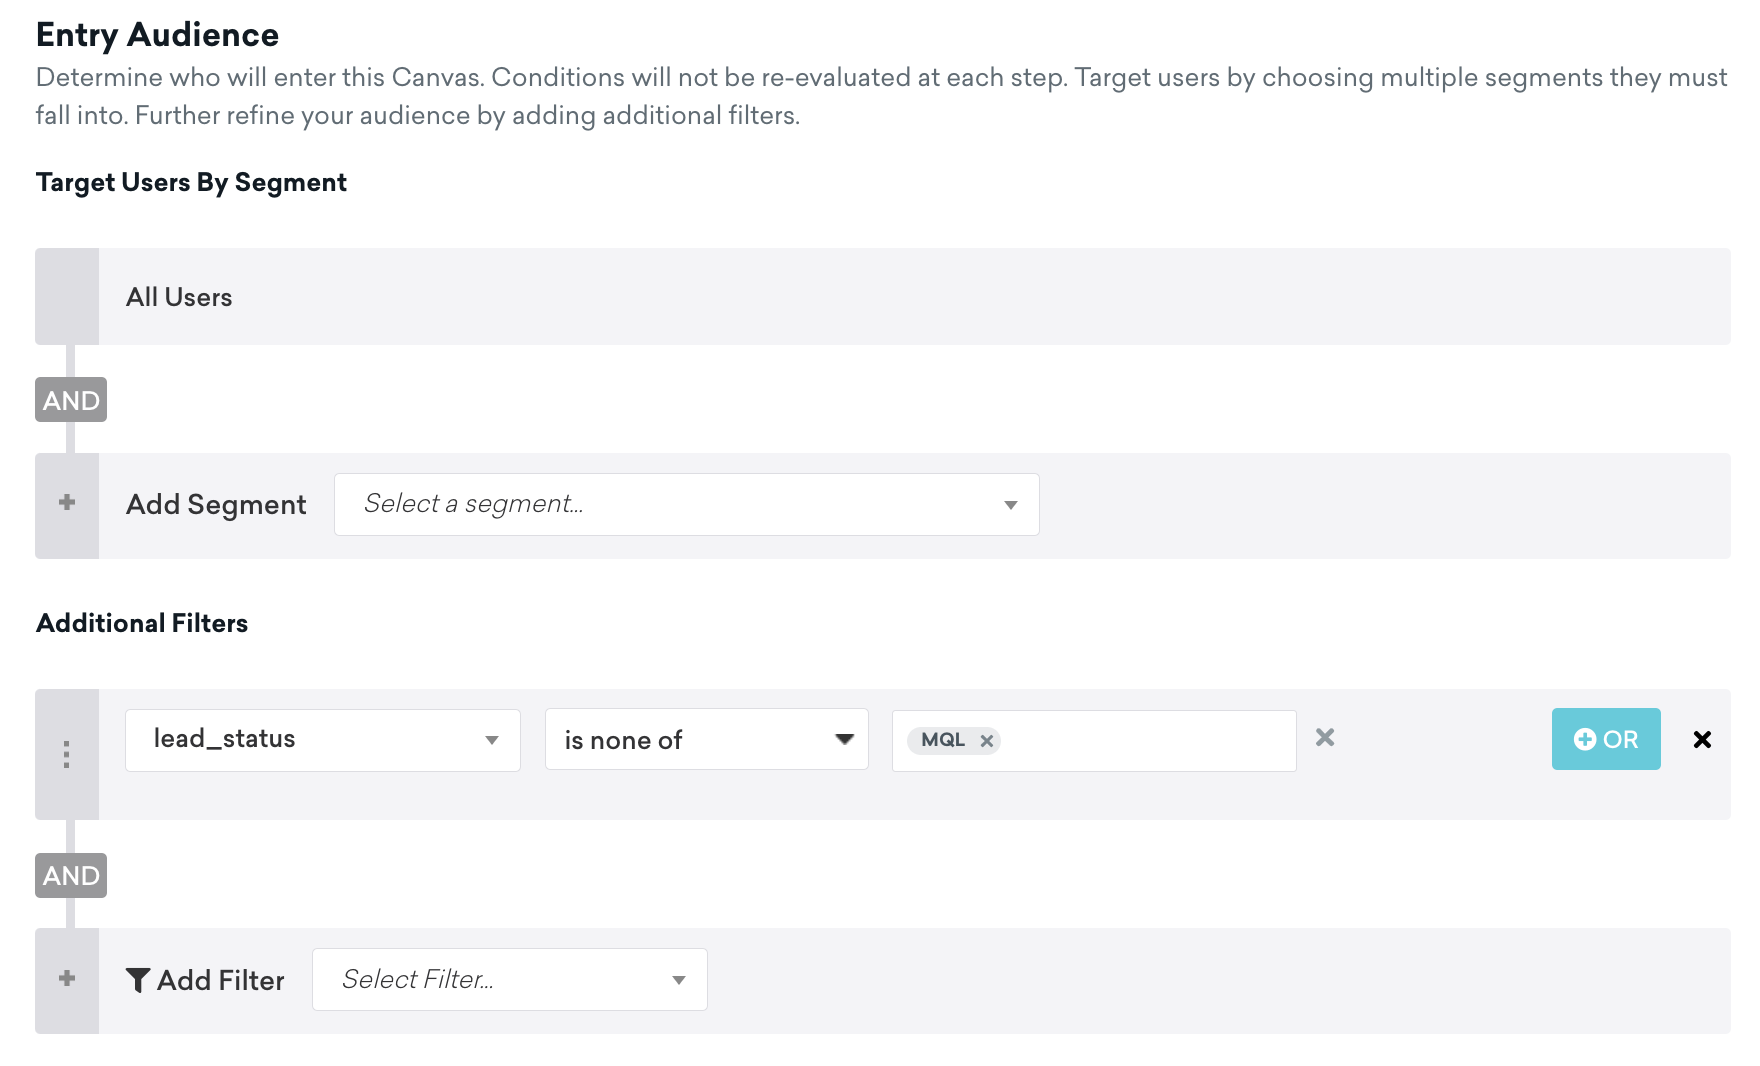 Entry Audience
Determine who will enter this Canvas. Conditions will not be re-evaluated at each step. Target users by choosing multiple segments they must
fall into. Further refine your audience by adding additional filters.
Target Users By Segment
All Users
AND
Add Segment Select a segment...
Additional Filters
lead_status is none of MQL OR
AND
Add Filter Select Filter...